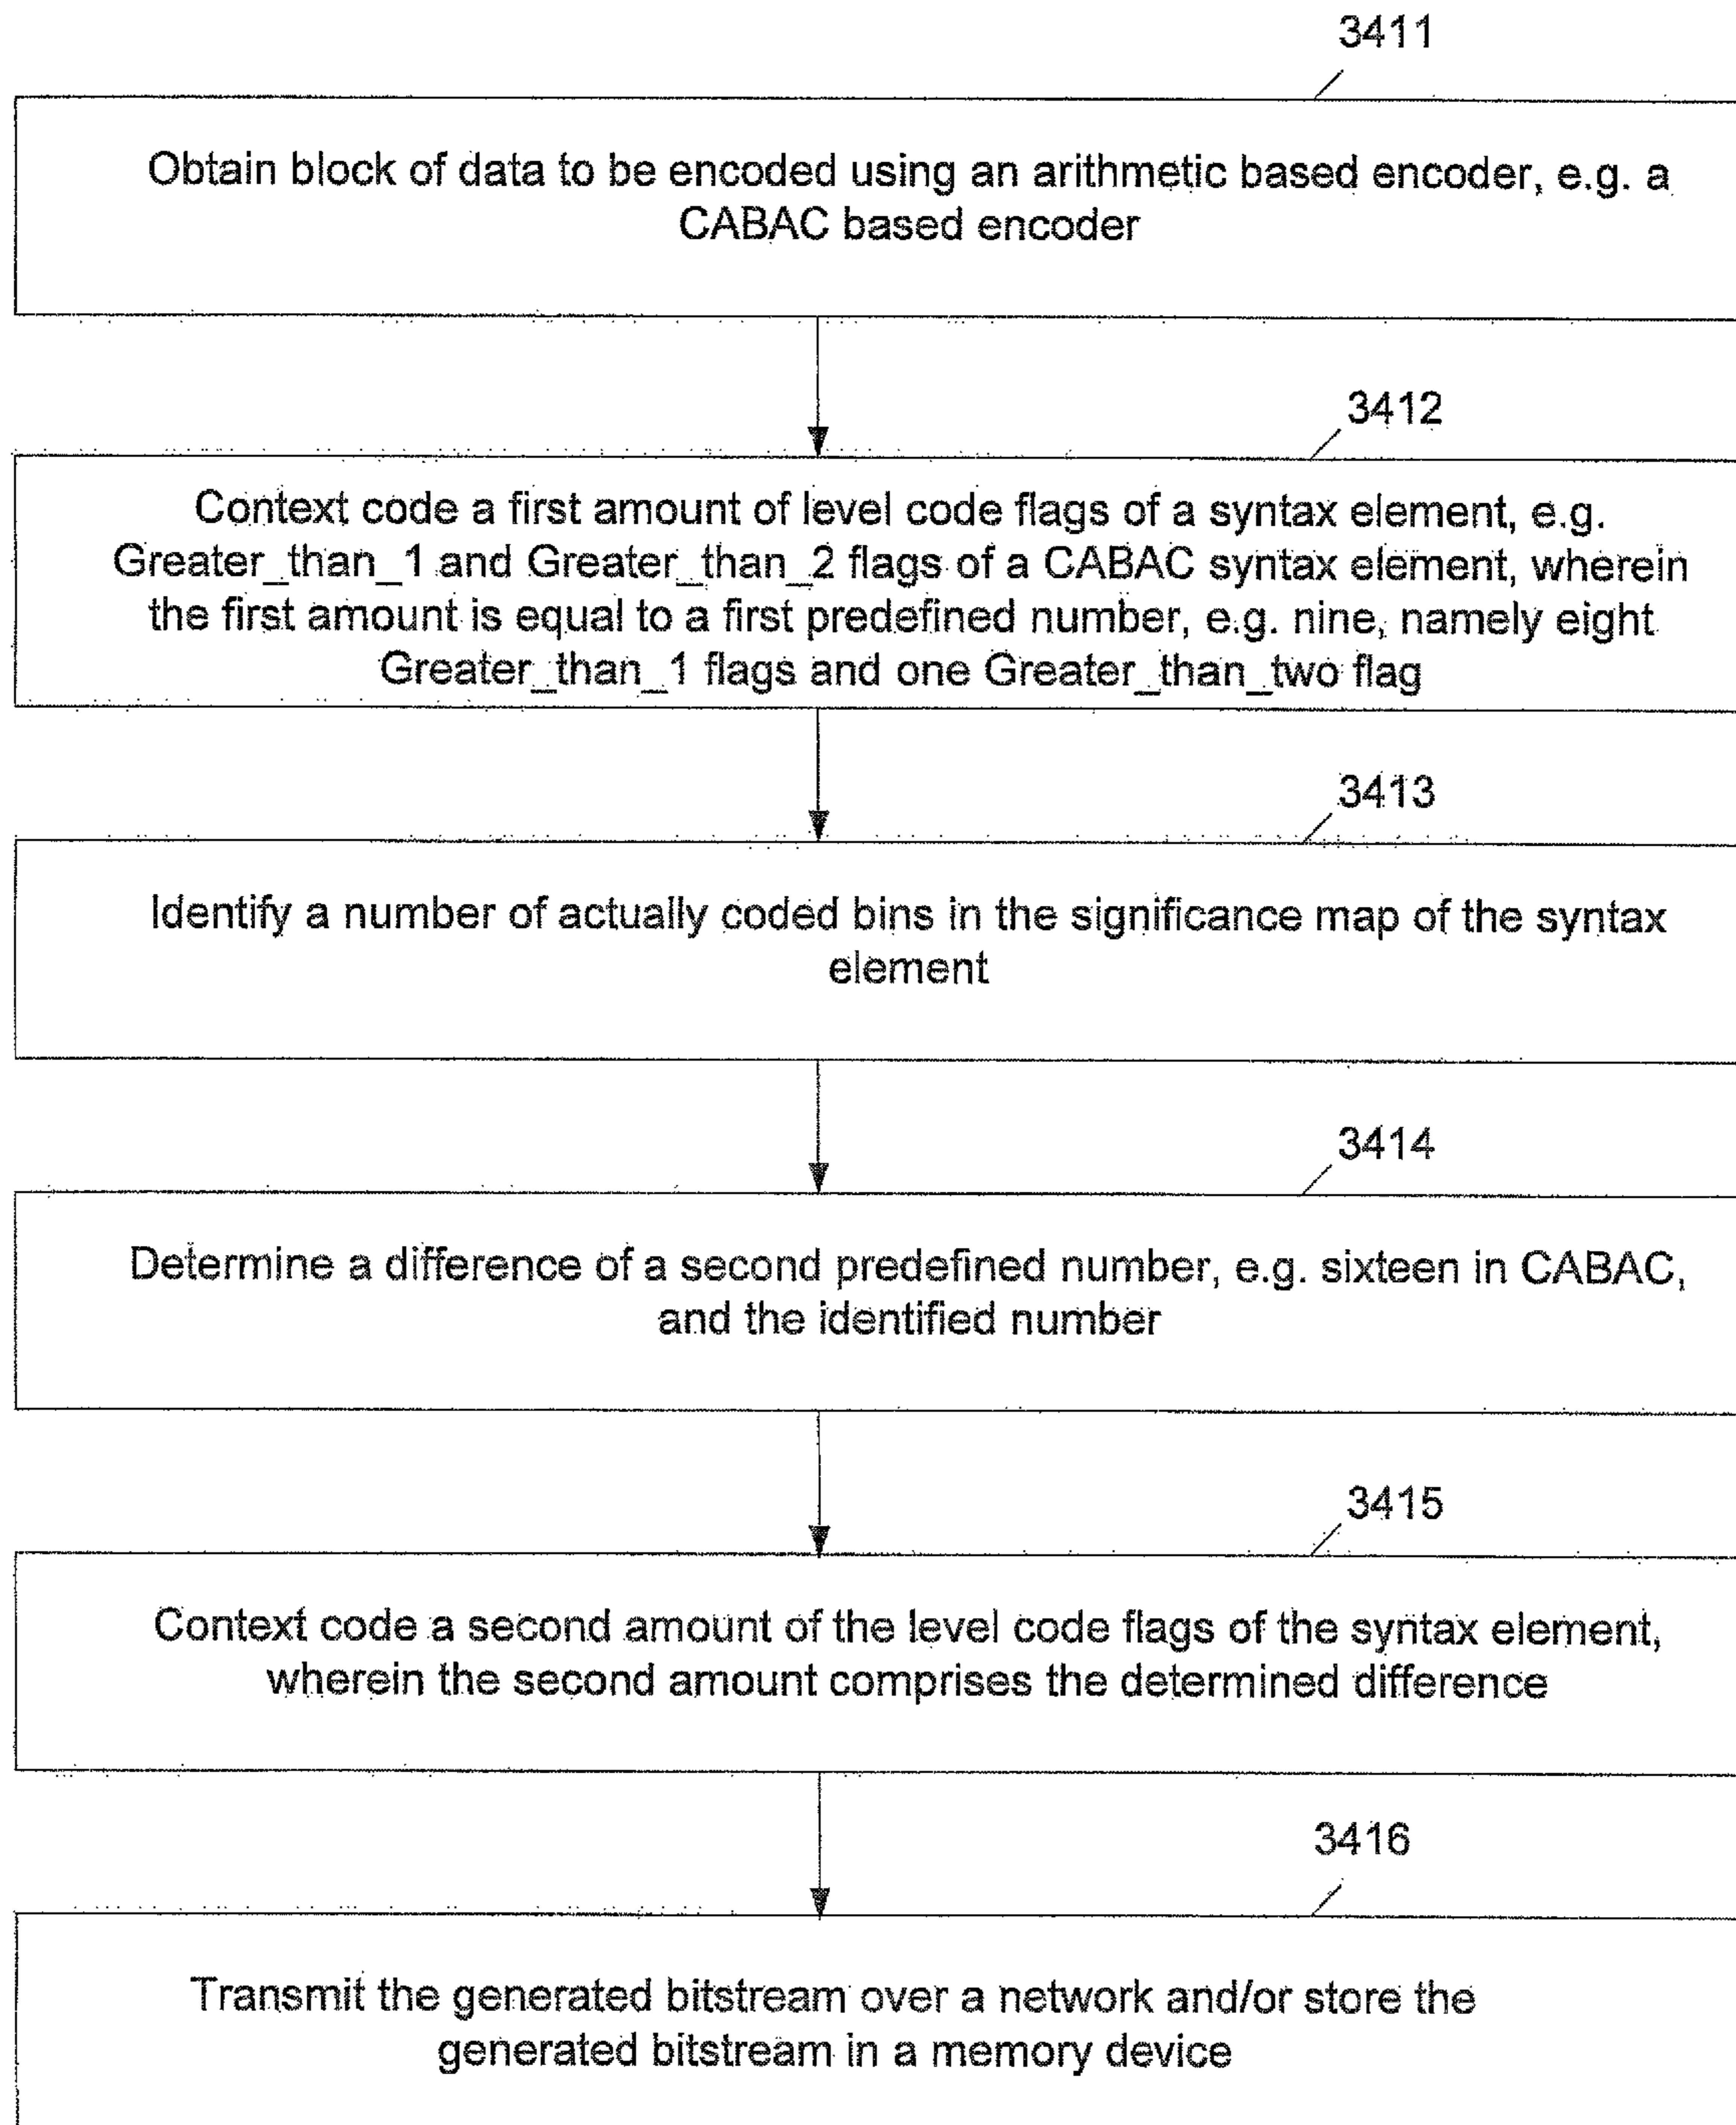 3411
Obtain block of data to be encoded using an arithmetic based encoder, e.g. a
CABAC based encoder
3412
Context code a first amount of level code flags of a syntax element, e.g.
Greater_than_1 and Greater_than_2 flags of a CABAC syntax element, wherein
the first amount is equal to a first predefined number, e.g. nine, namely eight
Greater_than_1 flags and one Greater_than_two flag
3413
Identify a number of actually coded bins in the significance map of the syntax
element
3414
Determine a difference of a second predefined number, e.g. sixteen in CABAC,
and the identified number
3415
Context code a second amount of the level code flags of the syntax element,
wherein the second amount comprises the determined difference
3416
Transmit the generated bitstream over a network and/or store the
generated bitstream in a memory device